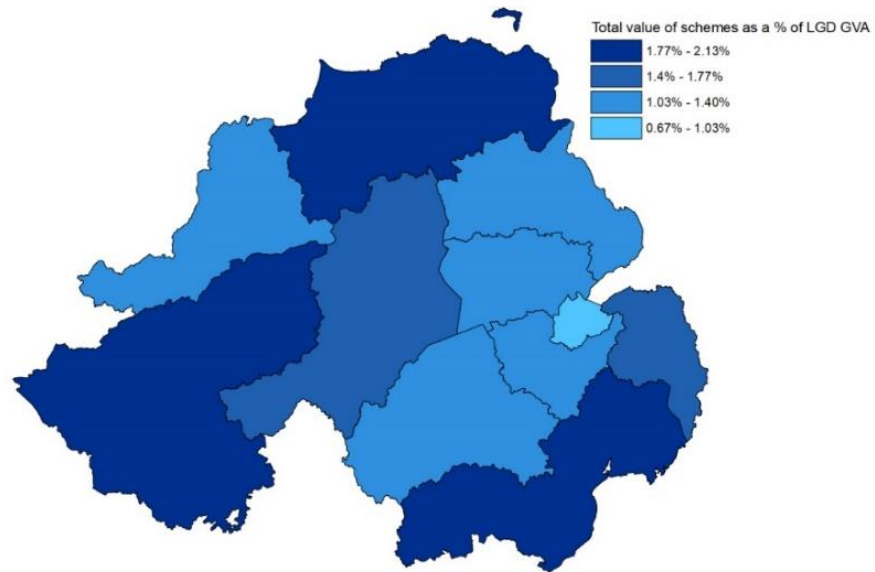 Total value of schemes as a % of LGD GVA
1.77% - 2.13%
1.4% - 1.77%
1.03% - 1.40%
0.67% - 1.03%